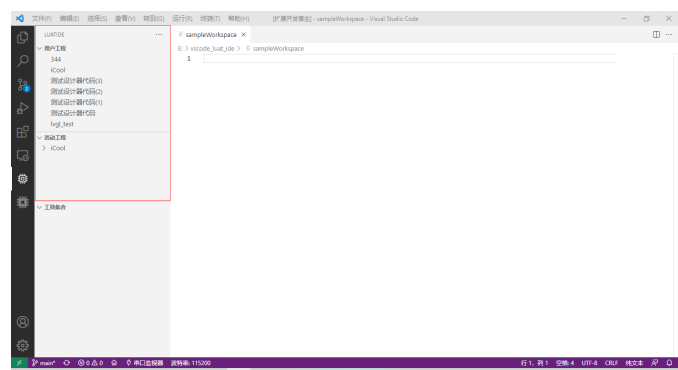 文件(F) 编辑(E) 选择(S) 查看(V) 转到(G) 运行(R) 终端(T) 帮助(H) [扩展开发宿主] - sampleWorkspace - Visual Studio Code
LUATIDE ...
sampleWorkspace ×
用户工程
E: > vscode_luat_ide > sampleWorkspace
344
1
iCool
测试设计器代码(3)
测试设计器代码(2)
测试设计器代码(1)
测试设计器代码
lvgl_test
活动工程
iCool
工具集合
main* 0 0 串口监视器 波特率: 115200 行 1, 列 1 空格: 4 UTF-8 CRLF 纯文本